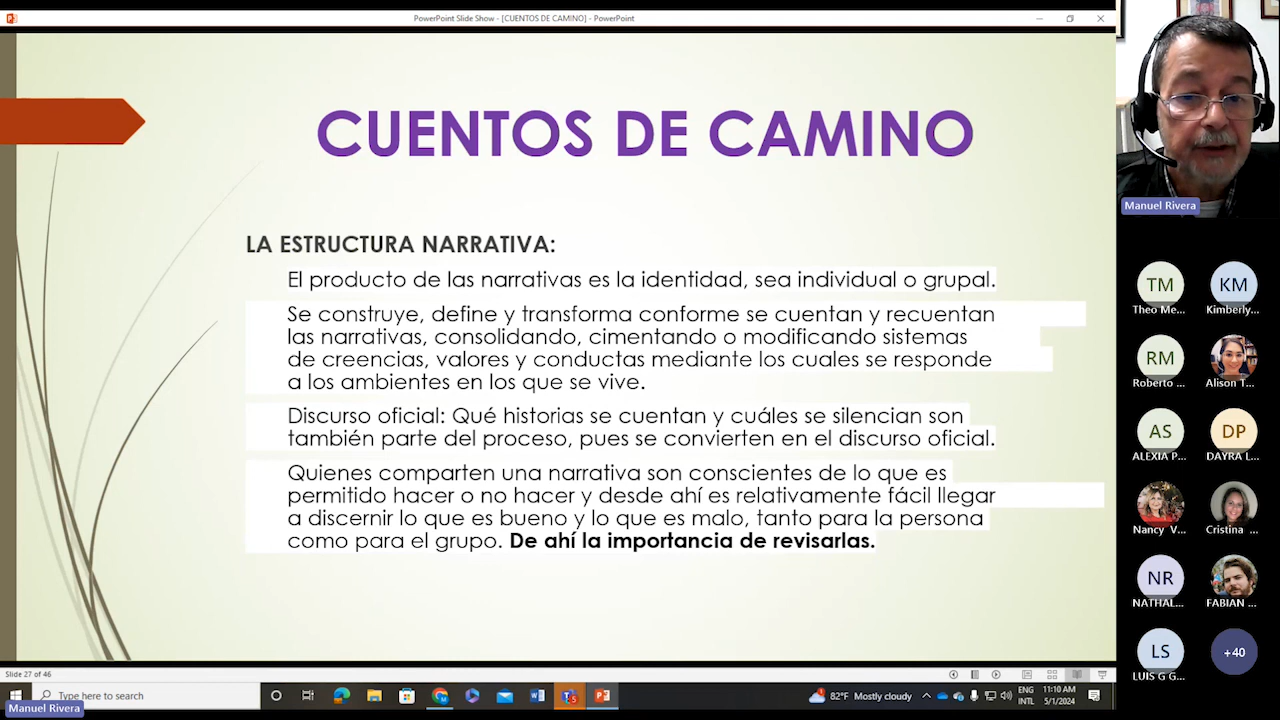 PowerPoint Slide Show - [CUENTOS DE CAMINO] - PowerPoint
CUENTOS DE CAMINO
LA ESTRUCTURA NARRATIVA:
El producto de las narrativas es la identidad, sea individual o grupal.
Se construye, define y transforma conforme se cuentan y recuentan
las narrativas, consolidando, cimentando o modificando sistemas
de creencias, valores y conductas mediante los cuales se responde
a los ambientes en los que se vive.
Discurso oficial: Qué historias se cuentan y cuáles se silencian son
también parte del proceso, pues se convierten en el discurso oficial.
Quienes comparten una narrativa son conscientes de lo que es
permitido hacer o no hacer y desde ahí es relativamente fácil llegar
a discernir lo que es bueno y lo que es malo, tanto para la persona
como para el grupo. De ahí la importancia de revisarlas.
Manuel Rivera
TM
Theo Me...
KM
Kimberly...
RM
Roberto ...
Alison T...
AS
ALEXIA P...
DP
DAYRA L...
Nancy V...
Cristina ...
NR
NATHAL...
FABIAN ...
LS
LUIS G G...
+40
Slide 27 of 46
Type here to search
82°F Mostly cloudy
ENG
INTL
11:10 AM
5/1/2024
Manuel Rivera